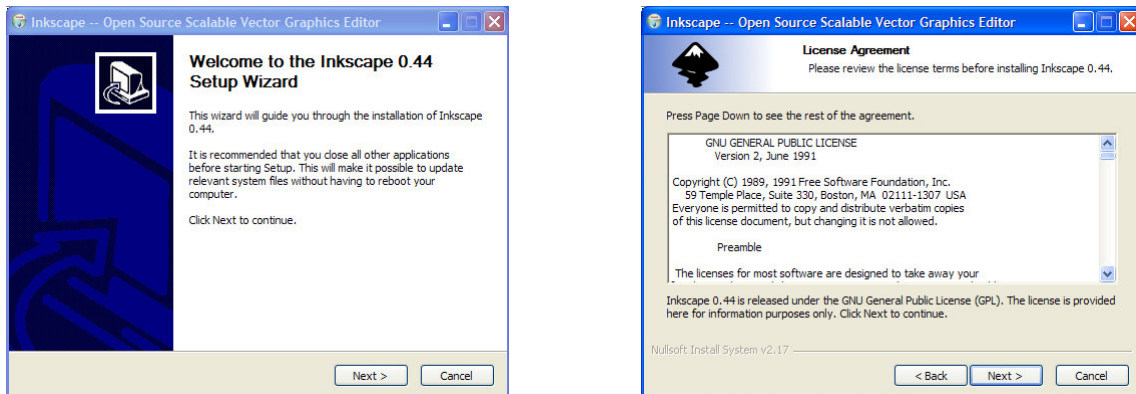 Inkscape -- Open Source Scalable Vector Graphics Editor
Welcome to the Inkscape 0.44
Setup Wizard
This wizard will guide you through the installation of Inkscape
0.44.
It is recommended that you close all other applications
before starting Setup. This will make it possible to update
relevant system files without having to reboot your
computer.
Click Next to continue.
Next >
Cancel
Inkscape -- Open Source Scalable Vector Graphics Editor
License Agreement
Please review the license terms before installing Inkscape 0.44.
Press Page Down to see the rest of the agreement.
GNU GENERAL PUBLIC LICENSE
Version 2, June 1991
Copyright (C) 1989, 1991 Free Software Foundation, Inc.
59 Temple Place, Suite 330, Boston, MA 02111-1307 USA
Everyone is permitted to copy and distribute verbatim copies
of this license document, but changing it is not allowed.
Preamble
The licenses for most software are designed to take away your
Inkscape 0.44 is released under the GNU General Public License (GPL). The license is provided
here for information purposes only. Click Next to continue.
Nullsoft Install System v2.17
< Back
Next >
Cancel